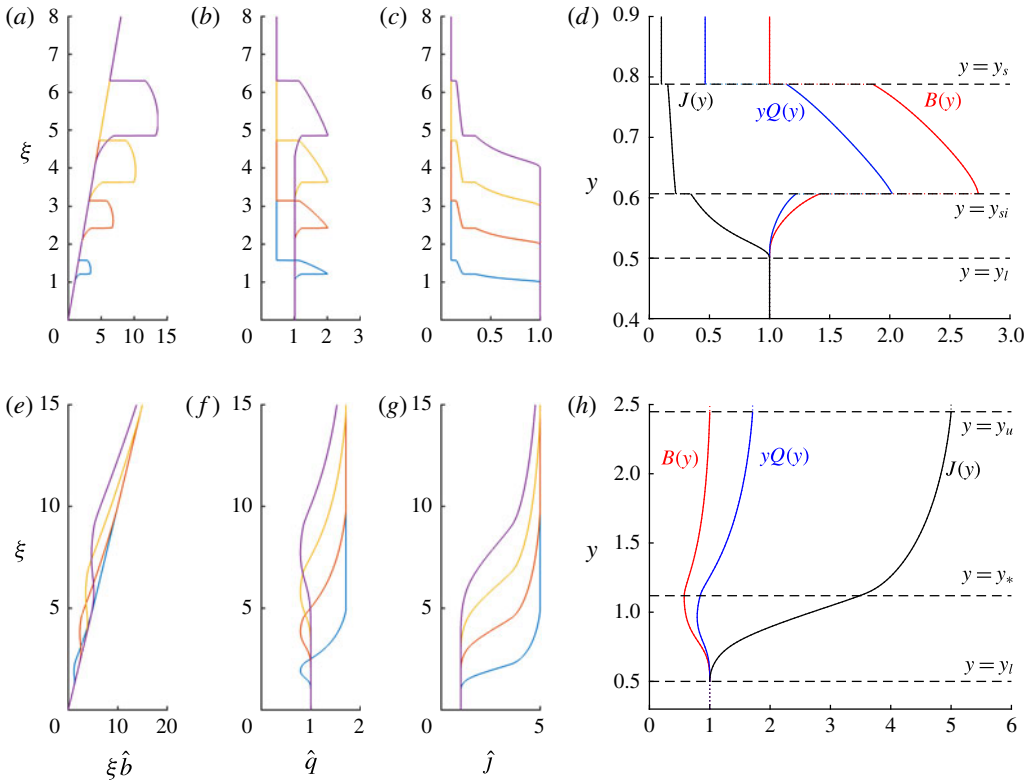 (a) (b) (c) (d)
8 8 8 0.9
7 7 7
y = y_s
6 6 6 0.8
J(y) yQ(y) B(y)
5 5 5
ξ 4 4 4 y 0.7
3 3 3 0.6
y = y_{si}
2 2 2
0.5
1 1 1
y = y_l
0.4
0 5 10 15 0 1 2 3 0 0.5 1.0 0 0.5 1.0 1.5 2.0 2.5 3.0
(e) (f) (g) (h)
15 15 15 2.5
y = y_u
B(y) yQ(y) J(y)
2.0
10 10 10
ξ y 1.5
y = y_*
5 5 5 1.0
y = y_l
0.5
0 10 20 0 1 2 0 5 0 1 2 3 4 5 6
ξb̂ q̂ ĵ